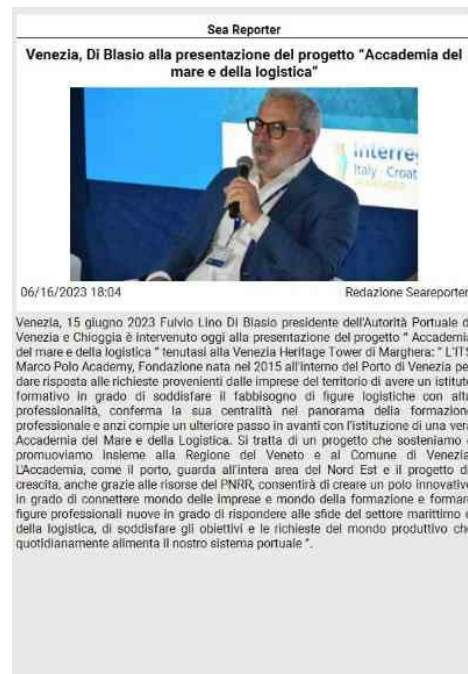 Sea Reporter
Venezia, Di Blasio alla presentazione del progetto "Accademia del
mare e della logistica"
Interre
Italy - Croat
06/16/2023 18:04
Redazione Seareporter
Venezia, 15 giugno 2023 Fulvio Lino Di Blasio presidente dell'Autorità Portuale d
Venezia e Chioggia è intervenuto oggi alla presentazione del progetto " Accademia
del mare e della logistica " tenutasi alla Venezia Heritage Tower di Marghera: " L'ITS
Marco Polo Academy, Fondazione nata nel 2015 all'interno del Porto di Venezia pe
dare risposta alle richieste provenienti dalle imprese del territorio di avere un istitut
formativo in grado di soddisfare il fabbisogno di figure logistiche con alta
professionalità, conferma la sua centralità nel panorama della formazion
professionale e anzi compie un ulteriore passo in avanti con l'istituzione di una vera
Accademia del Mare e della Logistica. Si tratta di un progetto che sosteniamo e
promuoviamo insieme alla Regione del Veneto e al Comune di Venezia
L'Accademia, come il porto, guarda all'intera area del Nord Est e il progetto d
crescita, anche grazie alle risorse del PNRR, consentirà di creare un polo innovativo
in grado di connettere mondo delle imprese e mondo della formazione e formare
figure professionali nuove in grado di rispondere alle sfide del settore marittimo e
della logistica, di soddisfare gli obiettivi e le richieste del mondo produttivo che
quotidianamente alimenta il nostro sistema portuale ".